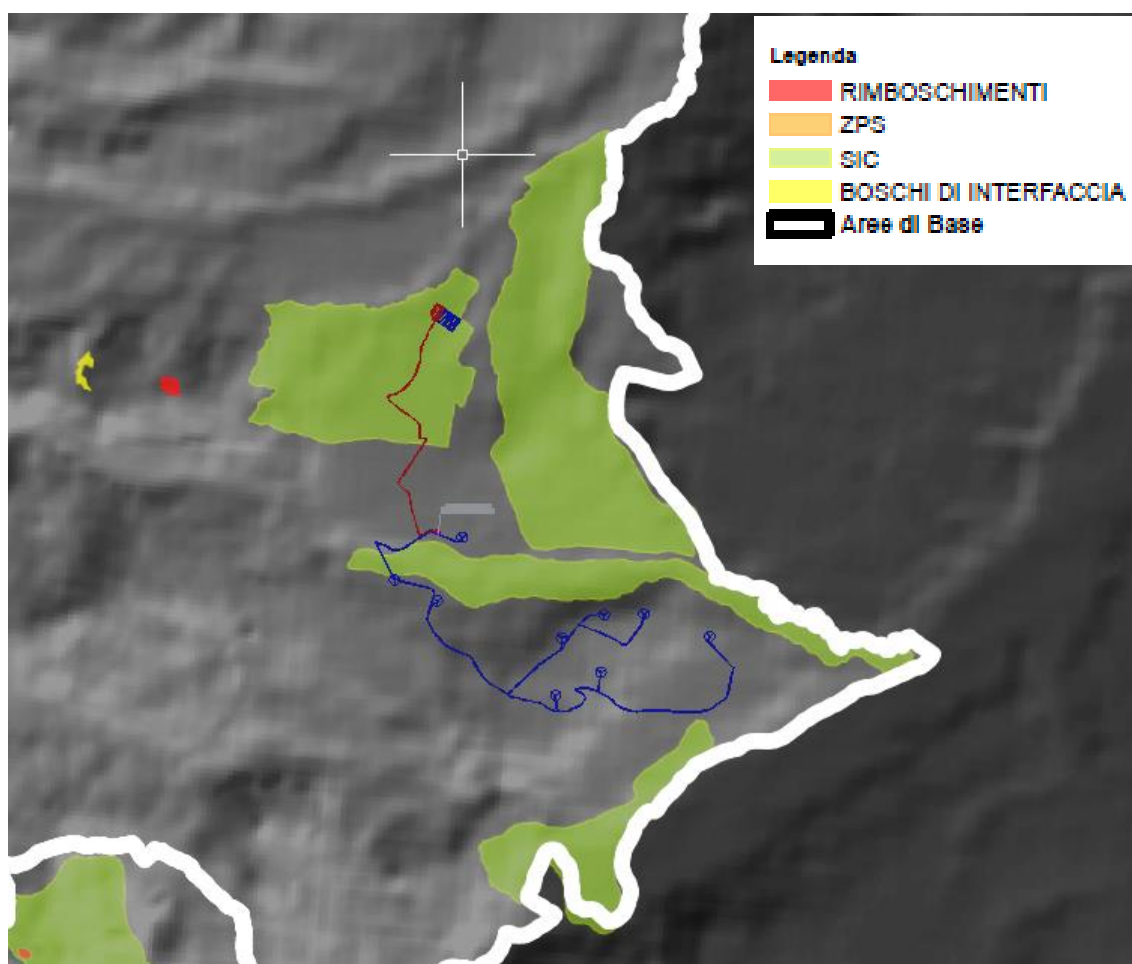 Legenda
RIMBOSCHIMENTI
ZPS
SIC
BOSCHI DI INTERFACCIA
Aree di Base